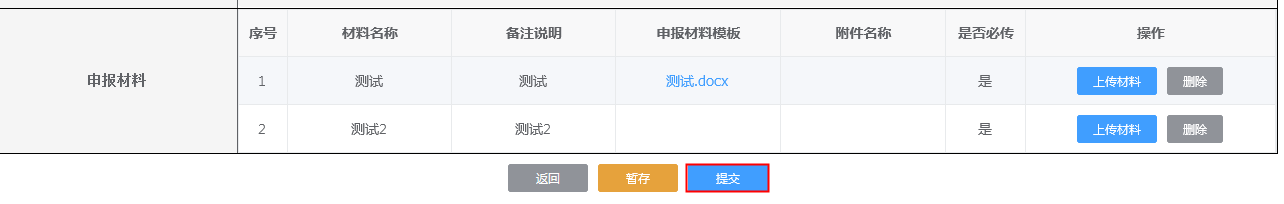 序号 材料名称 备注说明 申报材料模板 附件名称 是否必传 操作
申报材料
1 测试 测试 测试.docx 是 上传材料 删除
2 测试2 测试2 是 上传材料 删除
返回 暂存 提交